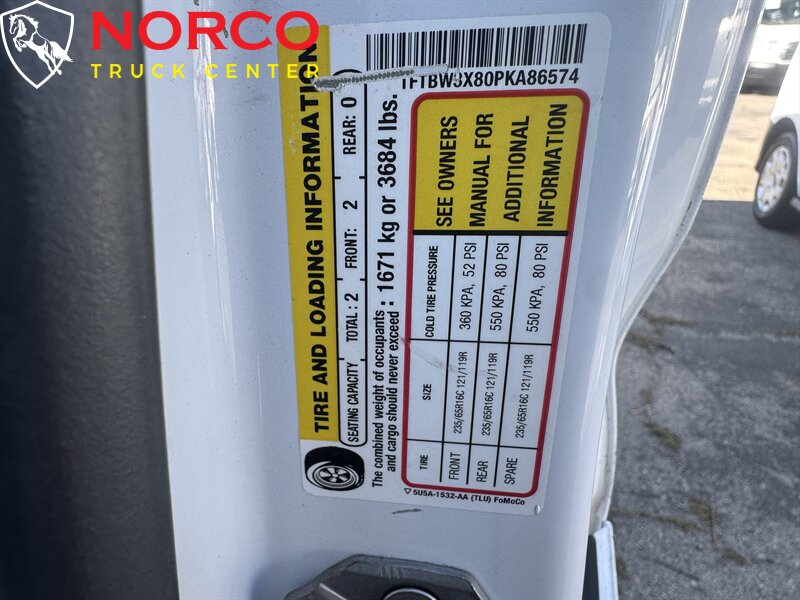 NORCO
TRUCK CENTER
TIRE AND LOADING INFORMATION
SEATING CAPACITY TOTAL : 2 FRONT: 2 REAR: 0
The combined weight of occupants
and cargo should never exceed : 1671 kg or 3684 lbs.
1FTBW9X80PKA86574
TIRE SIZE COLD TIRE PRESSURE
FRONT 235/65R16C 121/119R 360 KPA, 52 PSI
REAR 235/65R16C 121/119R 550 KPA, 80 PSI
SPARE 235/65R16C 121/119R 550 KPA, 80 PSI
SEE OWNERS
MANUAL FOR
ADDITIONAL
INFORMATION
5U5A-1532-AA (TLU) FoMoCo